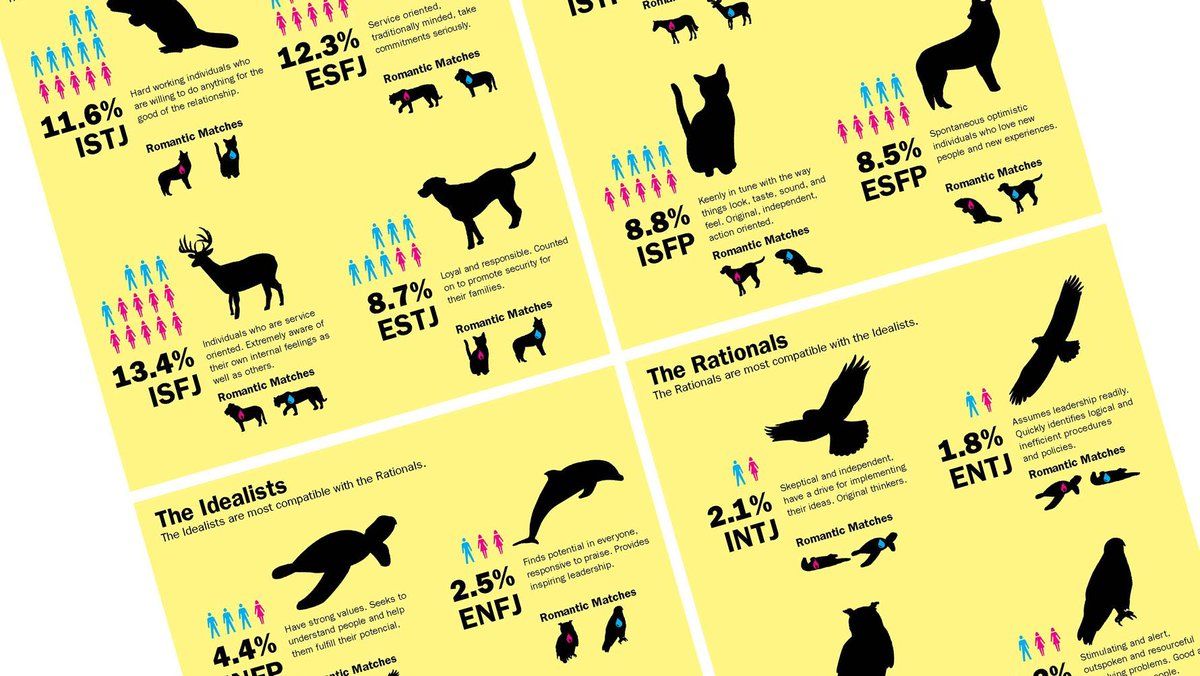 11.6%
ISTJ
Hard working individuals who
are willing to do anything for the
good of the relationship.
Romantic Matches
12.3%
ESFJ
Service oriented,
traditionally minded, take
commitments seriously.
Romantic Matches
13.4%
ISFJ
Individuals who are service
oriented. Extremely aware of
their own internal feelings as
well as others.
Romantic Matches
8.7%
ESTJ
Loyal and responsible. Counted
on to promote security for
their families.
Romantic Matches
8.8%
ISFP
Keenly in tune with the way
things look, taste, sound, and
feel. Original, independent,
action oriented.
Romantic Matches
8.5%
ESFP
Spontaneous optimistic
individuals who love new
people and new experiences.
Romantic Matches
The Idealists
The Idealists are most compatible with the Rationals.
4.4%
Have strong values. Seeks to
understand people and help
them fulfill their potential.
Romantic Matches
2.5%
ENFJ
Finds potential in everyone,
responsive to praise. Provides
inspiring leadership.
Romantic Matches
The Rationals
The Rationals are most compatible with the Idealists.
2.1%
INTJ
Skeptical and independent,
have a drive for implementing
their ideas. Original thinkers.
Romantic Matches
1.8%
ENTJ
Assumes leadership readily.
Quickly identifies logical and
inefficient procedures
and policies.
Romantic Matches
Stimulating and alert,
outspoken and resourceful
problems. Good